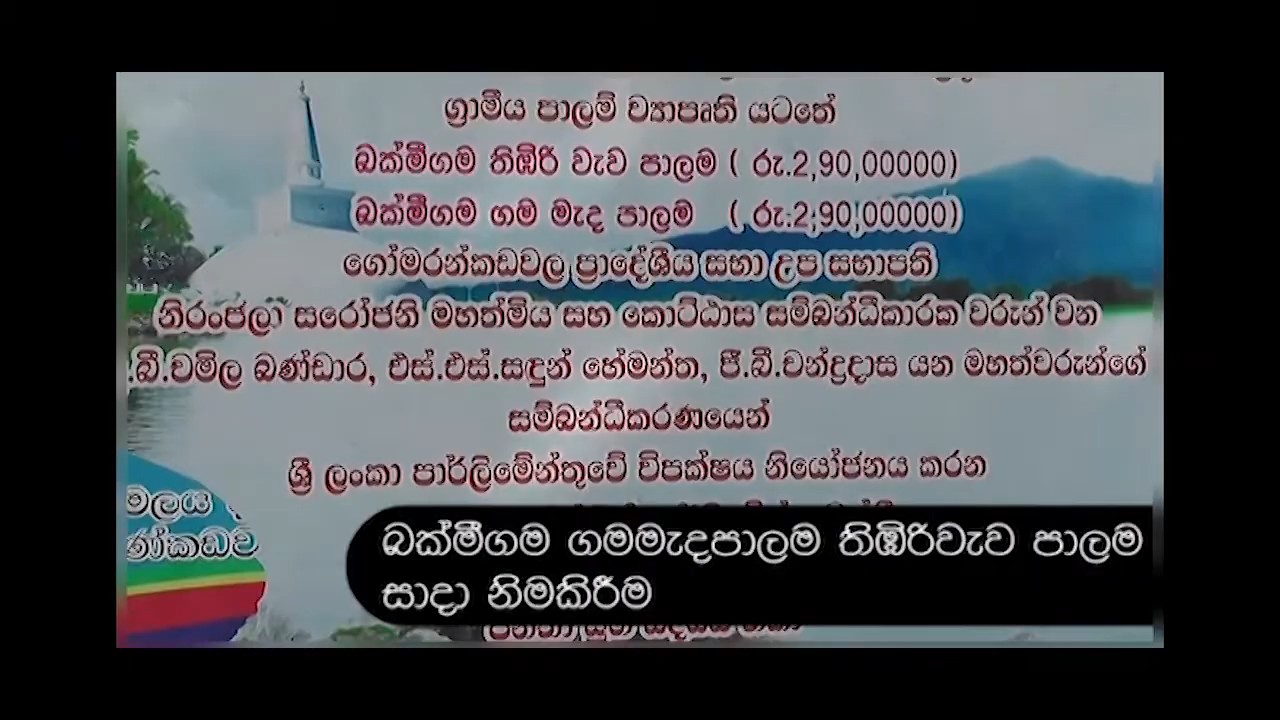 ග්‍රාමීය පාලම් ව්‍යාපෘති යටතේ
බක්මීගම තිඹිරි වැව පාලම ( රු.2,90,00000)
බක්මීගම ගම මැද පාලම ( රු.2,90,00000)
ගෝමරන්කඩවල ප්‍රාදේශීය සභා උප සභාපති
නිරංජලා සරෝජනි මහත්මිය සහ කොට්ඨාස සම්බන්ධීකාරක වරුන් වන
.බී.චමිල බණ්ඩාර, එස්.එස්.සඳුන් හේමන්ත, ජී.බී.චන්ද්‍රදාස යන මහත්වරුන්ගේ
සම්බන්ධීකරණයෙන්
ශ්‍රී ලංකා පාර්ලිමේන්තුවේ විපක්ෂය නියෝජනය කරන
මලය
ණ්කඩව
බක්මීගම ගමමැදපාලම තිඹිරිවැව පාලම
සාදා නිමකිරීම